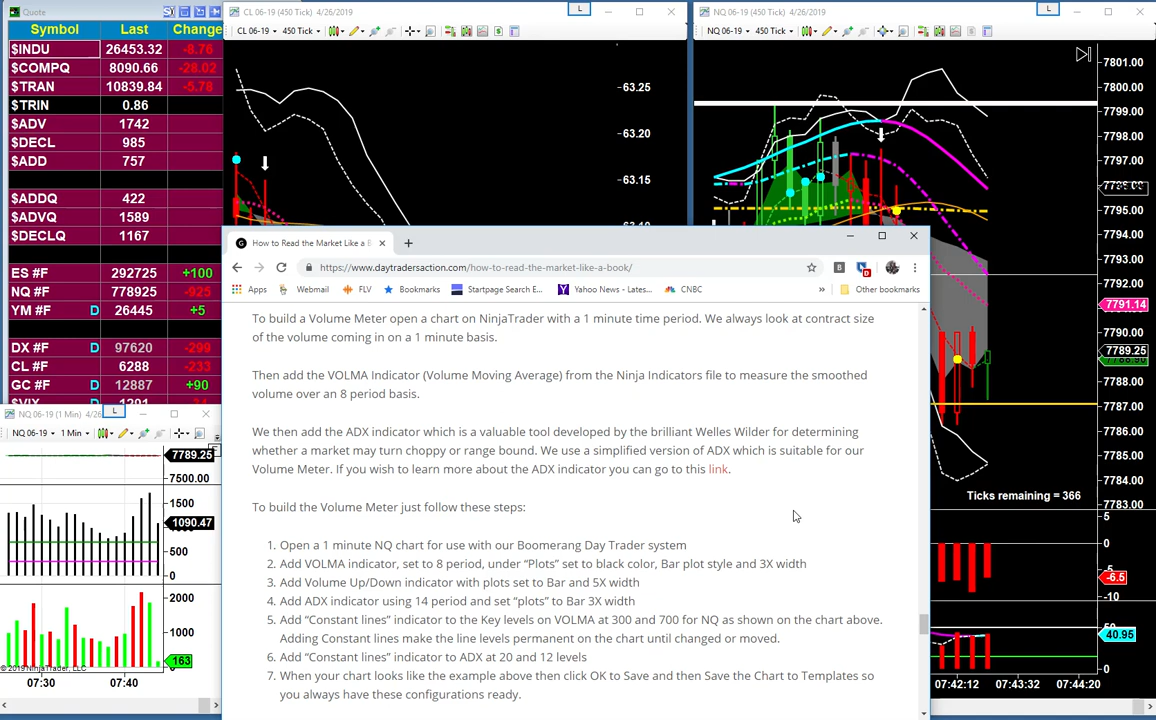 Quote
Symbol Last Change
$INDU 26453.32 -8.76
$COMPQ 8090.66 -28.02
$TRAN 10839.84 -5.78
$TRIN 0.86
$ADV 1742
$DECL 985
$ADD 757
$ADDQ 422
$ADVQ 1589
$DECLQ 1167
ES #F 292725 +100
NQ #F 778925 -925
YM #F D 26445 +5
DX #F D 97620 -299
CL #F D 6288 -233
GC #F D 12887 +90
CL 06-19 (450 Tick) 4/26/2019
L
CL 06-19 450 Tick
63.25
63.20
63.15
NQ 06-19 (450 Tick) 4/26/2019
L
NQ 06-19 450 Tick
7801.00
7800.00
7799.00
7798.00
7797.00
7795.00
7794.00
7793.00
7792.00
7791.14
7790.00
7789.25
7788.00
7787.00
7786.00
7785.00
7784.00
7783.00
Ticks remaining = 366
5
0
-5
-6.5
-10
50
40.95
0
07:42:12 07:43:32 07:44:20
How to Read the Market Like a B
https://www.daytradersaction.com/how-to-read-the-market-like-a-book/
Apps Webmail FLV Bookmarks Startpage Search E... Yahoo News - Lates... CNBC » Other bookmarks
To build a Volume Meter open a chart on NinjaTrader with a 1 minute time period. We always look at contract size
of the volume coming in on a 1 minute basis.
Then add the VOLMA Indicator (Volume Moving Average) from the Ninja Indicators file to measure the smoothed
volume over an 8 period basis.
We then add the ADX indicator which is a valuable tool developed by the brilliant Welles Wilder for determining
whether a market may turn choppy or range bound. We use a simplified version of ADX which is suitable for our
Volume Meter. If you wish to learn more about the ADX indicator you can go to this link.
To build the Volume Meter just follow these steps:
1. Open a 1 minute NQ chart for use with our Boomerang Day Trader system
2. Add VOLMA indicator, set to 8 period, under “Plots” set to black color, Bar plot style and 3X width
3. Add Volume Up/Down indicator with plots set to Bar and 5X width
4. Add ADX indicator using 14 period and set “plots” to Bar 3X width
5. Add “Constant lines” indicator to the Key levels on VOLMA at 300 and 700 for NQ as shown on the chart above.
Adding Constant lines make the line levels permanent on the chart until changed or moved.
6. Add “Constant lines” indicator to ADX at 20 and 12 levels
7. When your chart looks like the example above then click OK to Save and then Save the Chart to Templates so
you always have these configurations ready.
NQ 06-19 (1 Min) 4/26
L
NQ 06-19 1 Min
7789.25
7500.00
1500
1090.47
500
0
2000
1000
163
© 2019 NinjaTrader, LLC
07:30 07:40